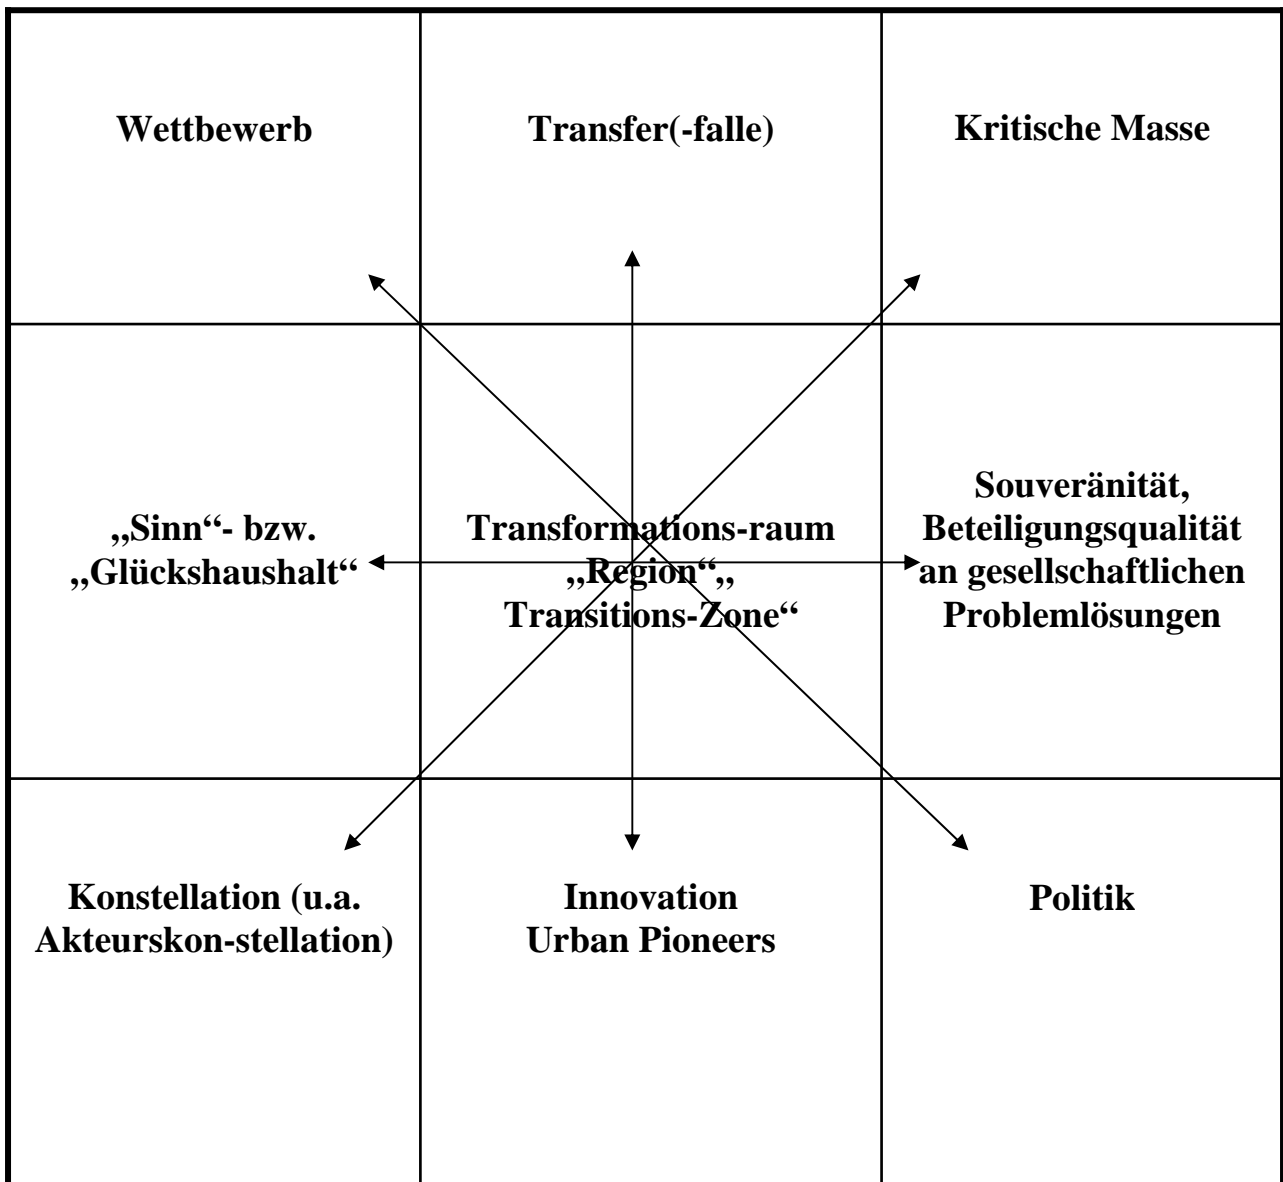 Wettbewerb
Transfer(-falle)
Kritische Masse
„Sinn“- bzw.
„Glückshaushalt“
Transformations-raum
„Region“„
Transitions-Zone“
Souveränität,
Beteiligungsqualität
an gesellschaftlichen
Problemlösungen
Konstellation (u.a.
Akteurskon-stellation)
Innovation
Urban Pioneers
Politik